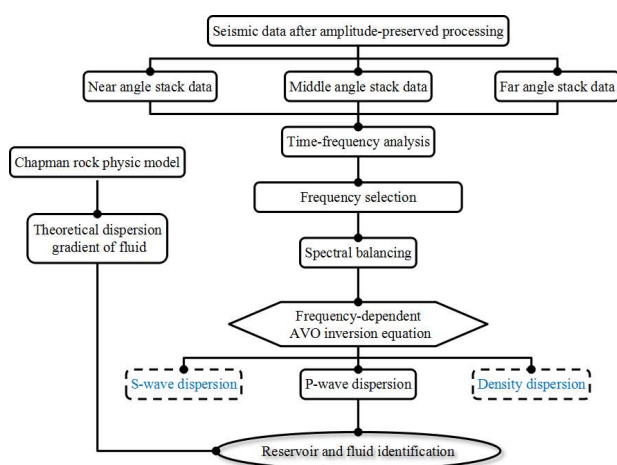 Seismic data after amplitude-preserved processing
Near angle stack data
Middle angle stack data
Far angle stack data
Time-frequency analysis
Chapman rock physic model
Frequency selection
Theoretical dispersion
gradient of fluid
Spectral balancing
Frequency-dependent
AVO inversion equation
S-wave dispersion
P-wave dispersion
Density dispersion
Reservoir and fluid identification